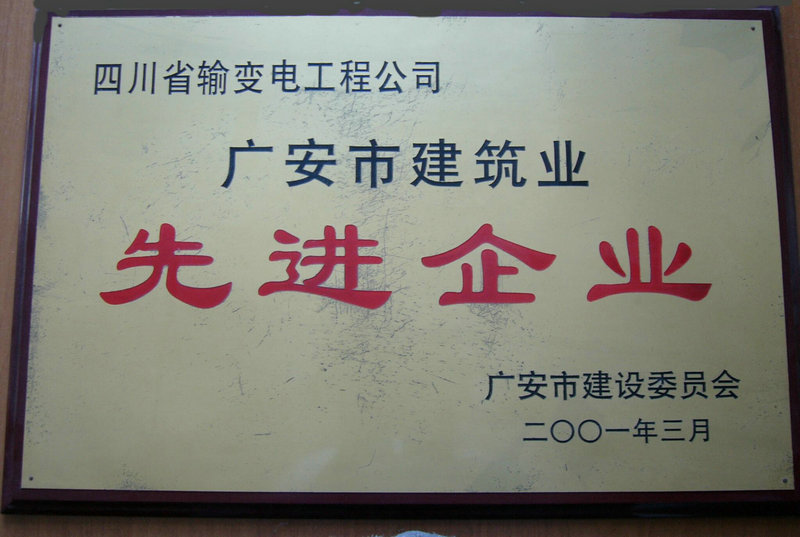 四川省输变电工程公司
广安市建筑业
先进企业
广安市建设委员会
二〇〇一年三月